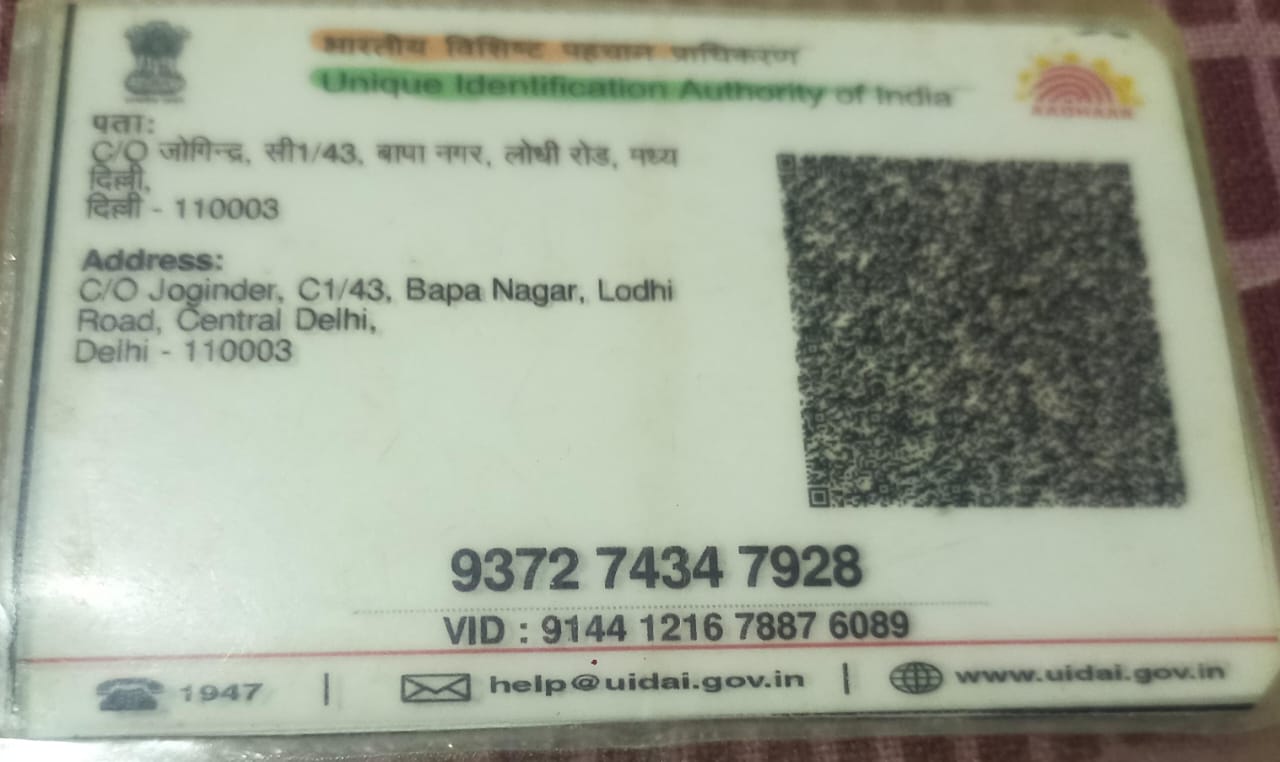 भारतीय विशिष्ट पहचान प्राधिकरण
Unique Identification Authority of India
AADHAAR
पता:
C/O जोगिन्द्र, सी1/43, बापा नगर, लोधी रोड, मध्य
दिल्ली,
दिल्ली - 110003
Address:
C/O Joginder, C1/43, Bapa Nagar, Lodhi
Road, Central Delhi,
Delhi - 110003
9372 7434 7928
VID : 9144 1216 7887 6089
1947 | help@uidai.gov.in | www.uidai.gov.in